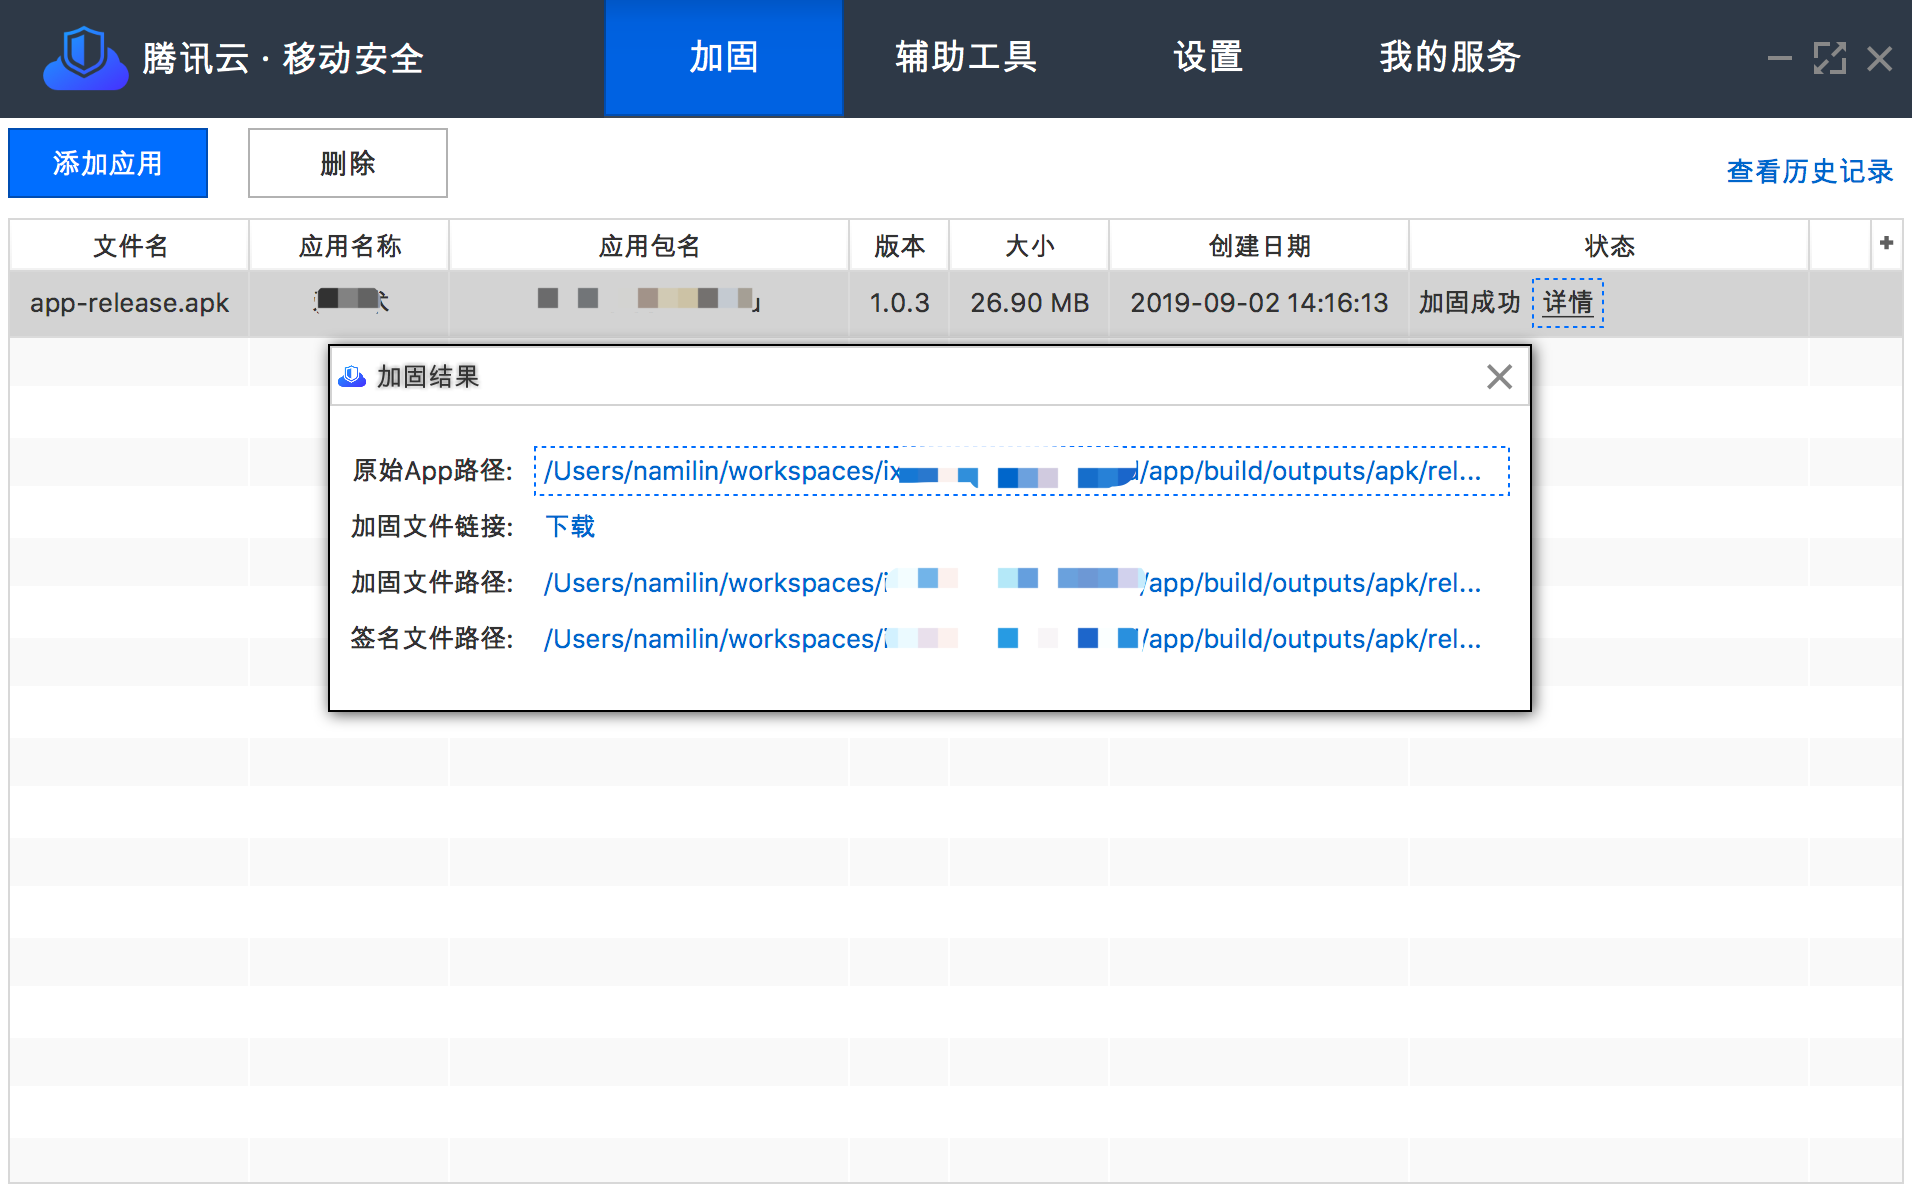 腾讯云 · 移动安全
加固 辅助工具 设置 我的服务
添加应用 删除 查看历史记录
文件名 应用名称 应用包名 版本 大小 创建日期 状态
app-release.apk 1.0.3 26.90 MB 2019-09-02 14:16:13 加固成功 详情
加固结果
原始App路径: /Users/namilin/workspaces/ix /app/build/outputs/apk/rel...
加固文件链接: 下载
加固文件路径: /Users/namilin/workspaces/i /app/build/outputs/apk/rel...
签名文件路径: /Users/namilin/workspaces/i /app/build/outputs/apk/rel...